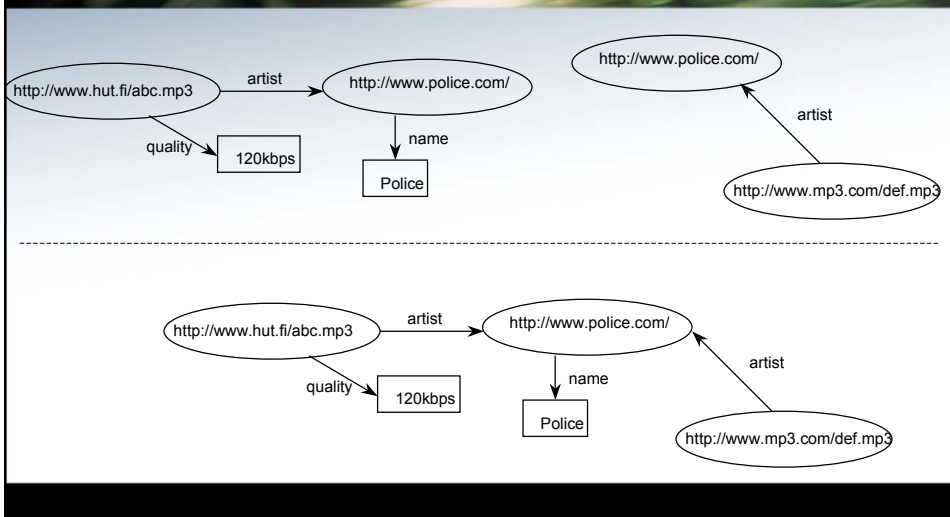 http://www.police.com/
http://www.hut.fi/abc.mp3
artist
http://www.police.com/
artist
quality
120kbps
name
Police
http://www.mp3.com/def.mp3
http://www.hut.fi/abc.mp3
artist
http://www.police.com/
artist
quality
120kbps
name
Police
http://www.mp3.com/def.mp3